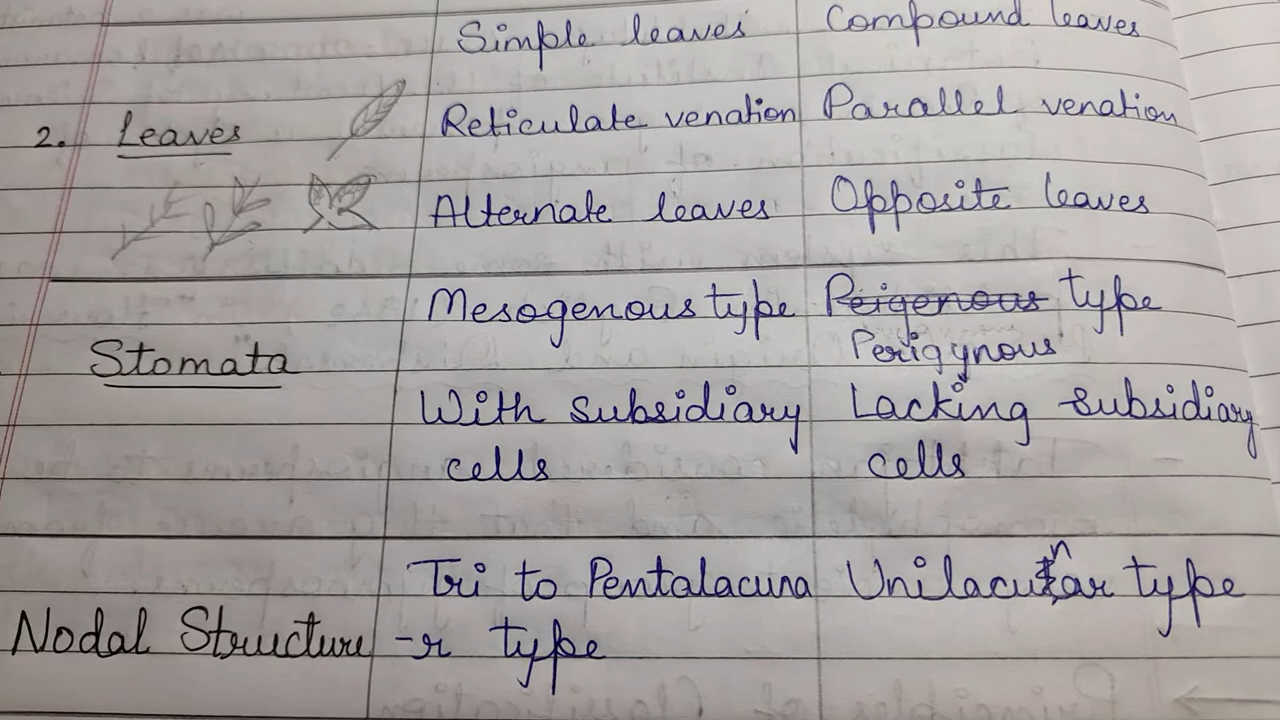 Simple leaves Compound leaves
2. Leaves Reticulate venation Parallel venation
Alternate leaves Opposite leaves
Mesogenous type Peigenous type
Perigynous
Stomata
With subsidiary Lacking subsidiary
cells cells
Tri to Pentalacuna Unilacunar type
Nodal Structure -r type